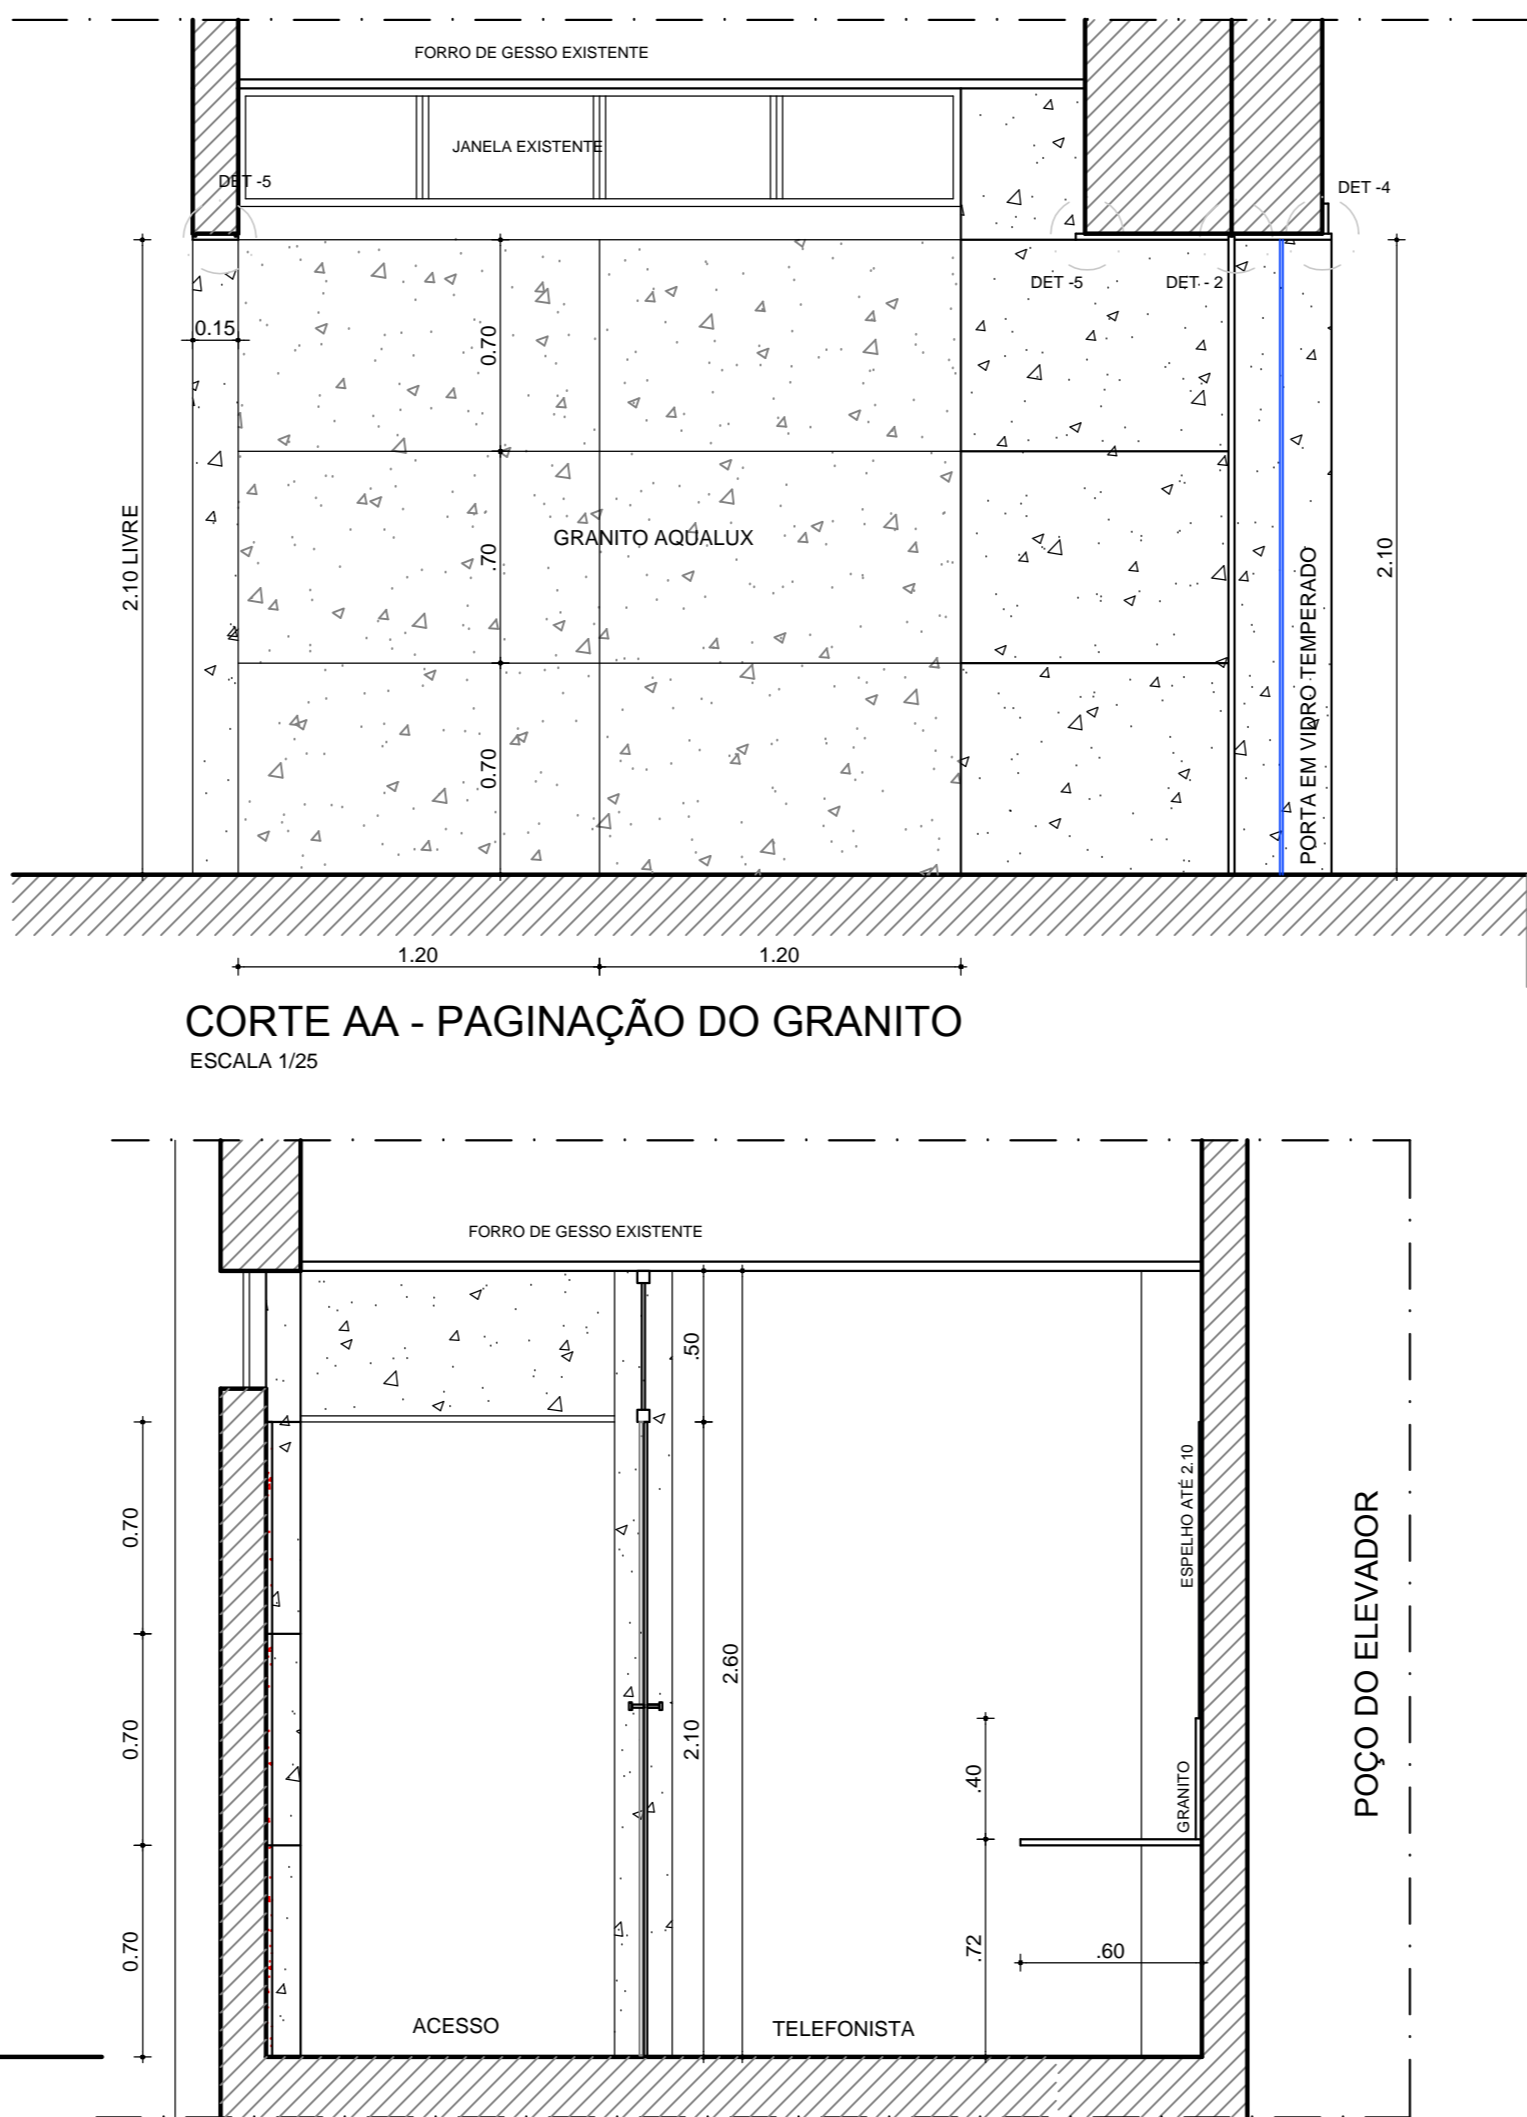 FORRO DE GESSO EXISTENTE
JANELA EXISTENTE
DET -5
DET -4
DET -5
DET - 2
0.15
0.70
2.10 LIVRE
GRANITO AQUALUX
.70
2.10
PORTA EM VIDRO TEMPERADO
0.70
1.20
1.20
CORTE AA - PAGINAÇÃO DO GRANITO
ESCALA 1/25
FORRO DE GESSO EXISTENTE
.50
0.70
ESPELHO ATÉ 2.10
POÇO DO ELEVADOR
2.60
0.70
2.10
.40
GRANITO
0.70
.72
.60
ACESSO
TELEFONISTA